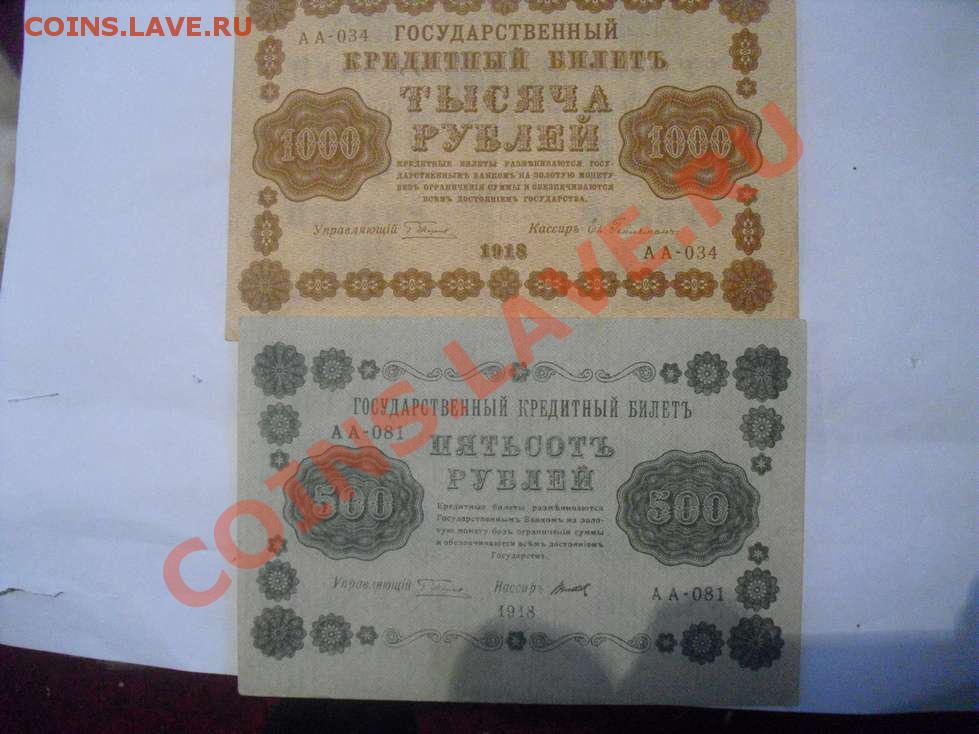 COINS.LAVE.RU
АА-034 ГОСУДАРСТВЕННЫЙ
КРЕДИТНЫЙ БИЛЕТЪ
ТЫСЯЧА
РУБЛЕЙ
1000 1000
КРЕДИТНЫЕ БИЛЕТЫ РАЗМѢНИВАЮТСЯ ГОСУ-
ДАРСТВЕННЫМЪ БАНКОМЪ НА ЗОЛОТУЮ МОНЕТУ
БЕЗЪ ОГРАНИЧЕНІЯ СУММЫ И ОБЕЗПЕЧИВАЮТСЯ
ВСѢМЪ ДОСТОЯНІЕМЪ ГОСУДАРСТВА.
Управляющій Кассиръ
1918
АА-034
ГОСУДАРСТВЕННЫЙ КРЕДИТНЫЙ БИЛЕТЪ
АА-081
ПЯТЬСОТЪ
РУБЛЕЙ
500 500
Кредитные билеты размѣниваются
Государственнымъ Банкомъ на золо-
тую монету безъ ограниченія суммы
и обезпечиваются всѣмъ достояніемъ
Государства.
Управляющій Кассиръ
АА-081
1918
COINS.LAVE.RU